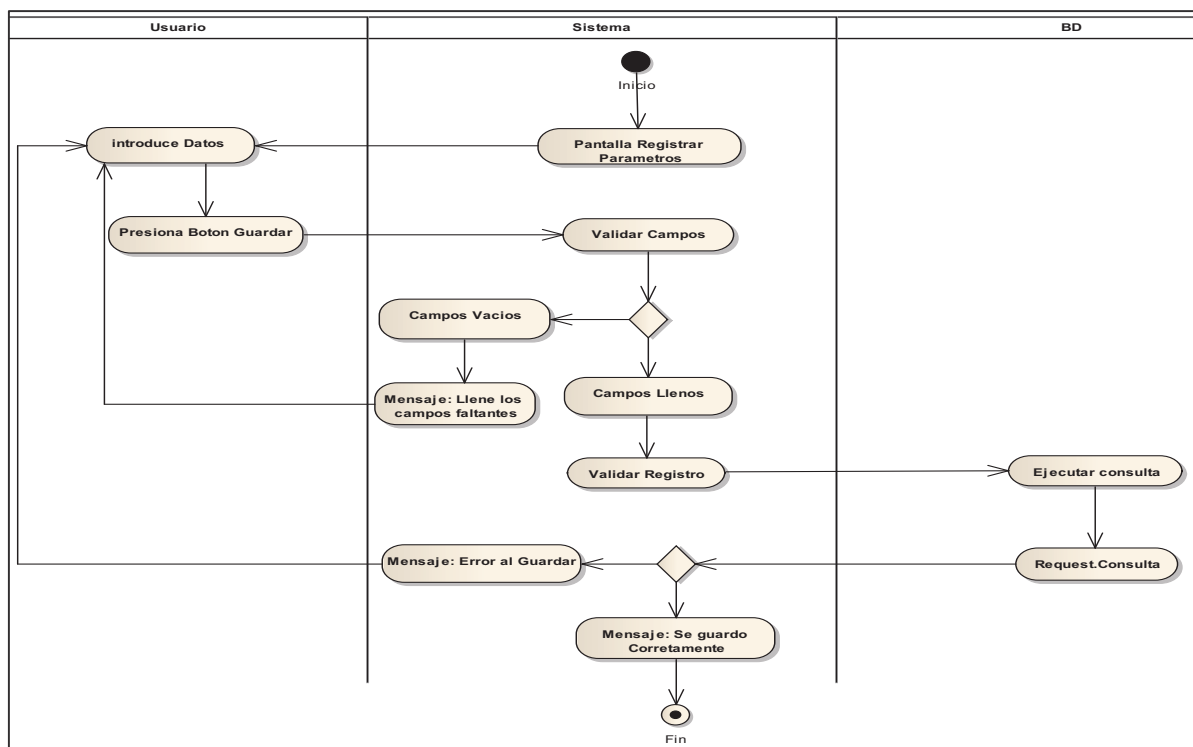 Usuario
Sistema
BD
Inicio
introduce Datos
Pantalla Registrar
Parametros
Presiona Boton Guardar
Validar Campos
Campos Vacios
Mensaje: Llene los
campos faltantes
Campos Llenos
Validar Registro
Ejecutar consulta
Mensaje: Error al Guardar
Request.Consulta
Mensaje: Se guardo
Corretamente
Fin